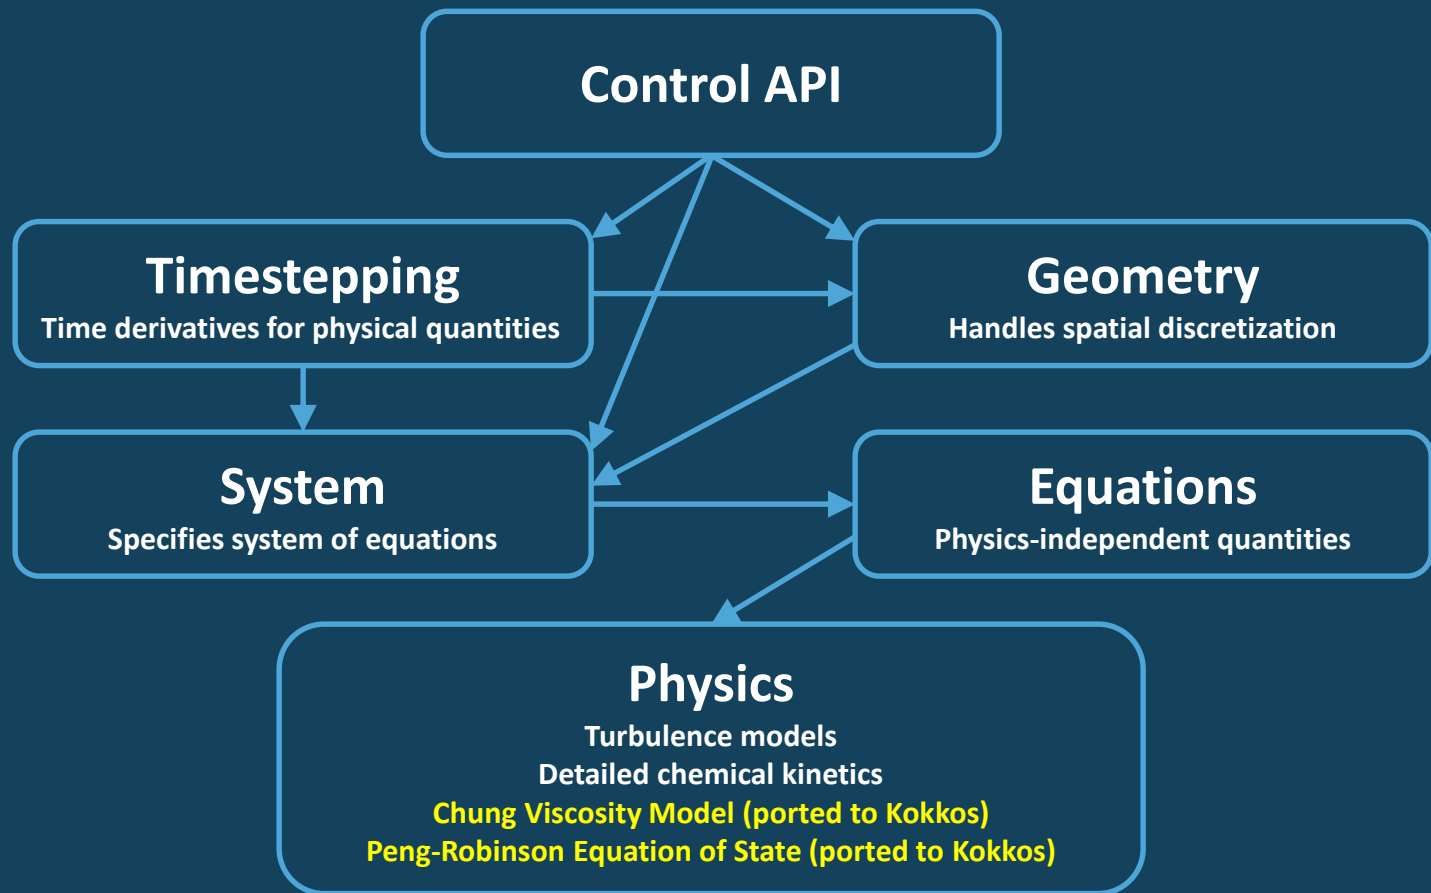 Control API
Timestepping
Time derivatives for physical quantities
Geometry
Handles spatial discretization
System
Specifies system of equations
Equations
Physics-independent quantities
Physics
Turbulence models
Detailed chemical kinetics
Chung Viscosity Model (ported to Kokkos)
Peng-Robinson Equation of State (ported to Kokkos)